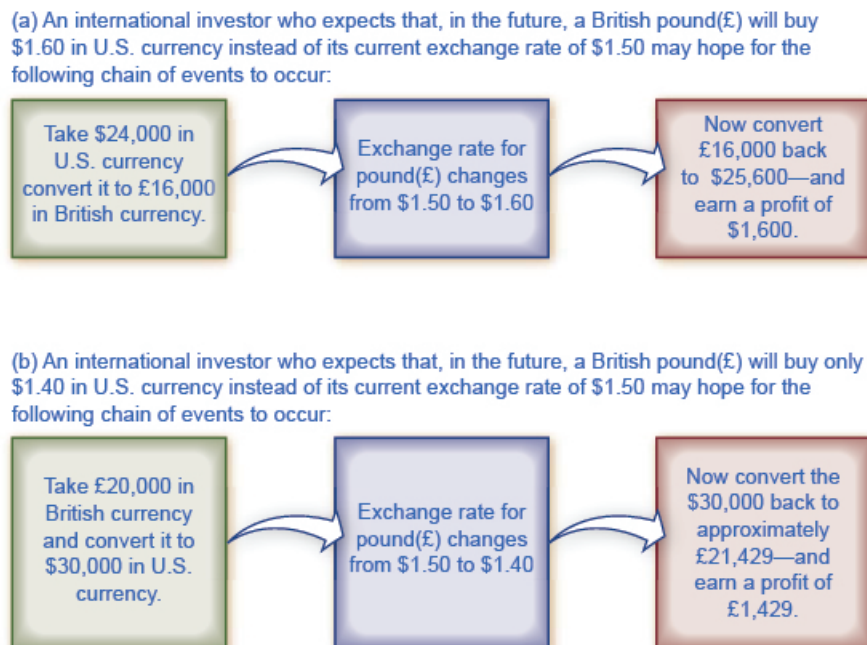 (a) An international investor who expects that, in the future, a British pound(£) will buy
$1.60 in U.S. currency instead of its current exchange rate of $1.50 may hope for the
following chain of events to occur:
Take $24,000 in
U.S. currency
convert it to £16,000
in British currency.
Exchange rate for
pound(£) changes
from $1.50 to $1.60
Now convert
£16,000 back
to $25,600—and
earn a profit of
$1,600.
(b) An international investor who expects that, in the future, a British pound(£) will buy only
$1.40 in U.S. currency instead of its current exchange rate of $1.50 may hope for the
following chain of events to occur:
Take £20,000 in
British currency
and convert it to
$30,000 in U.S.
currency.
Exchange rate for
pound(£) changes
from $1.50 to $1.40
Now convert the
$30,000 back to
approximately
£21,429—and
earn a profit of
£1,429.